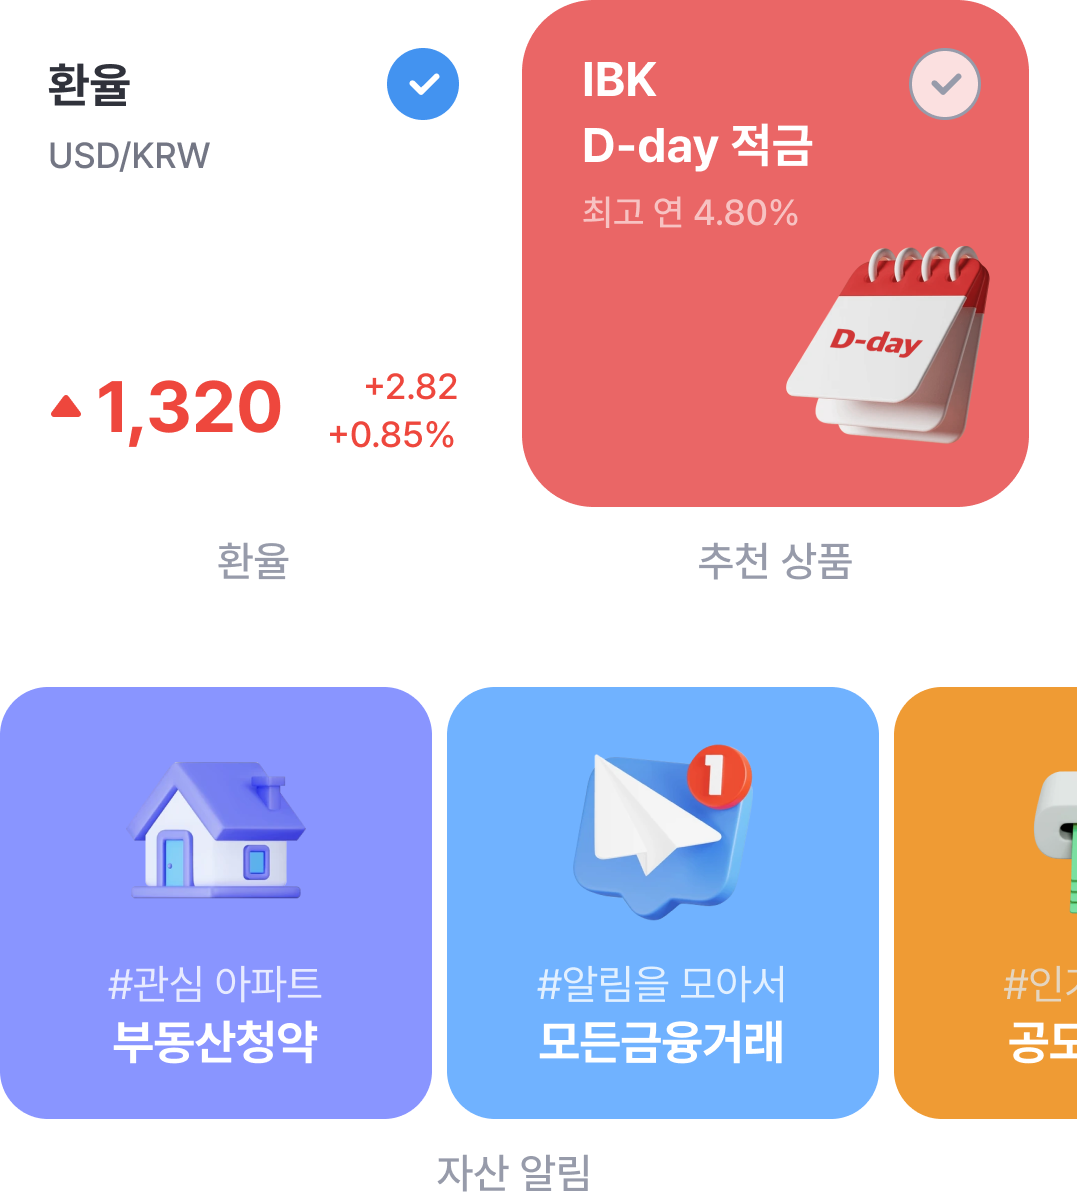 환율
USD/KRW
1,320
+2.82
+0.85%
환율
IBK
D-day 적금
최고 연 4.80%
D-day
추천 상품
#관심 아파트
부동산청약
1
#알림을 모아서
모든금융거래
#인
공모
자산 알림